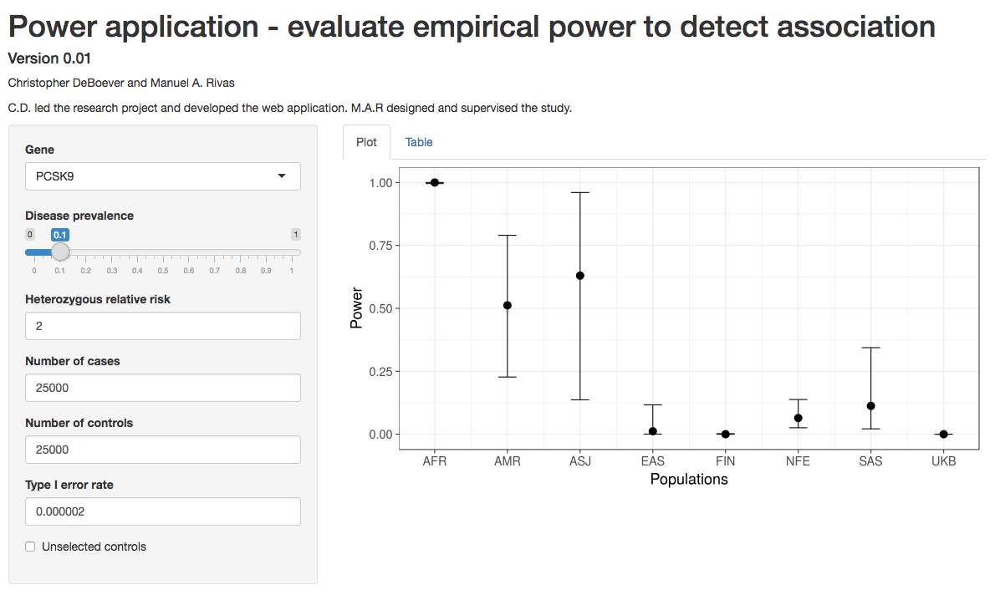 Power application - evaluate empirical power to detect association
Version 0.01
Christopher DeBoever and Manuel A. Rivas
C.D. led the research project and developed the web application. M.A.R designed and supervised the study.
Gene
PCSK9
Disease prevalence
0 0.1 1
0 0.1 0.2 0.3 0.4 0.5 0.6 0.7 0.8 0.9 1
Heterozygous relative risk
2
Number of cases
25000
Number of controls
25000
Type I error rate
0.000002
Unselected controls
Plot Table
1.00
0.75
0.50
0.25
0.00
Power
AFR AMR ASJ EAS FIN NFE SAS UKB
Populations